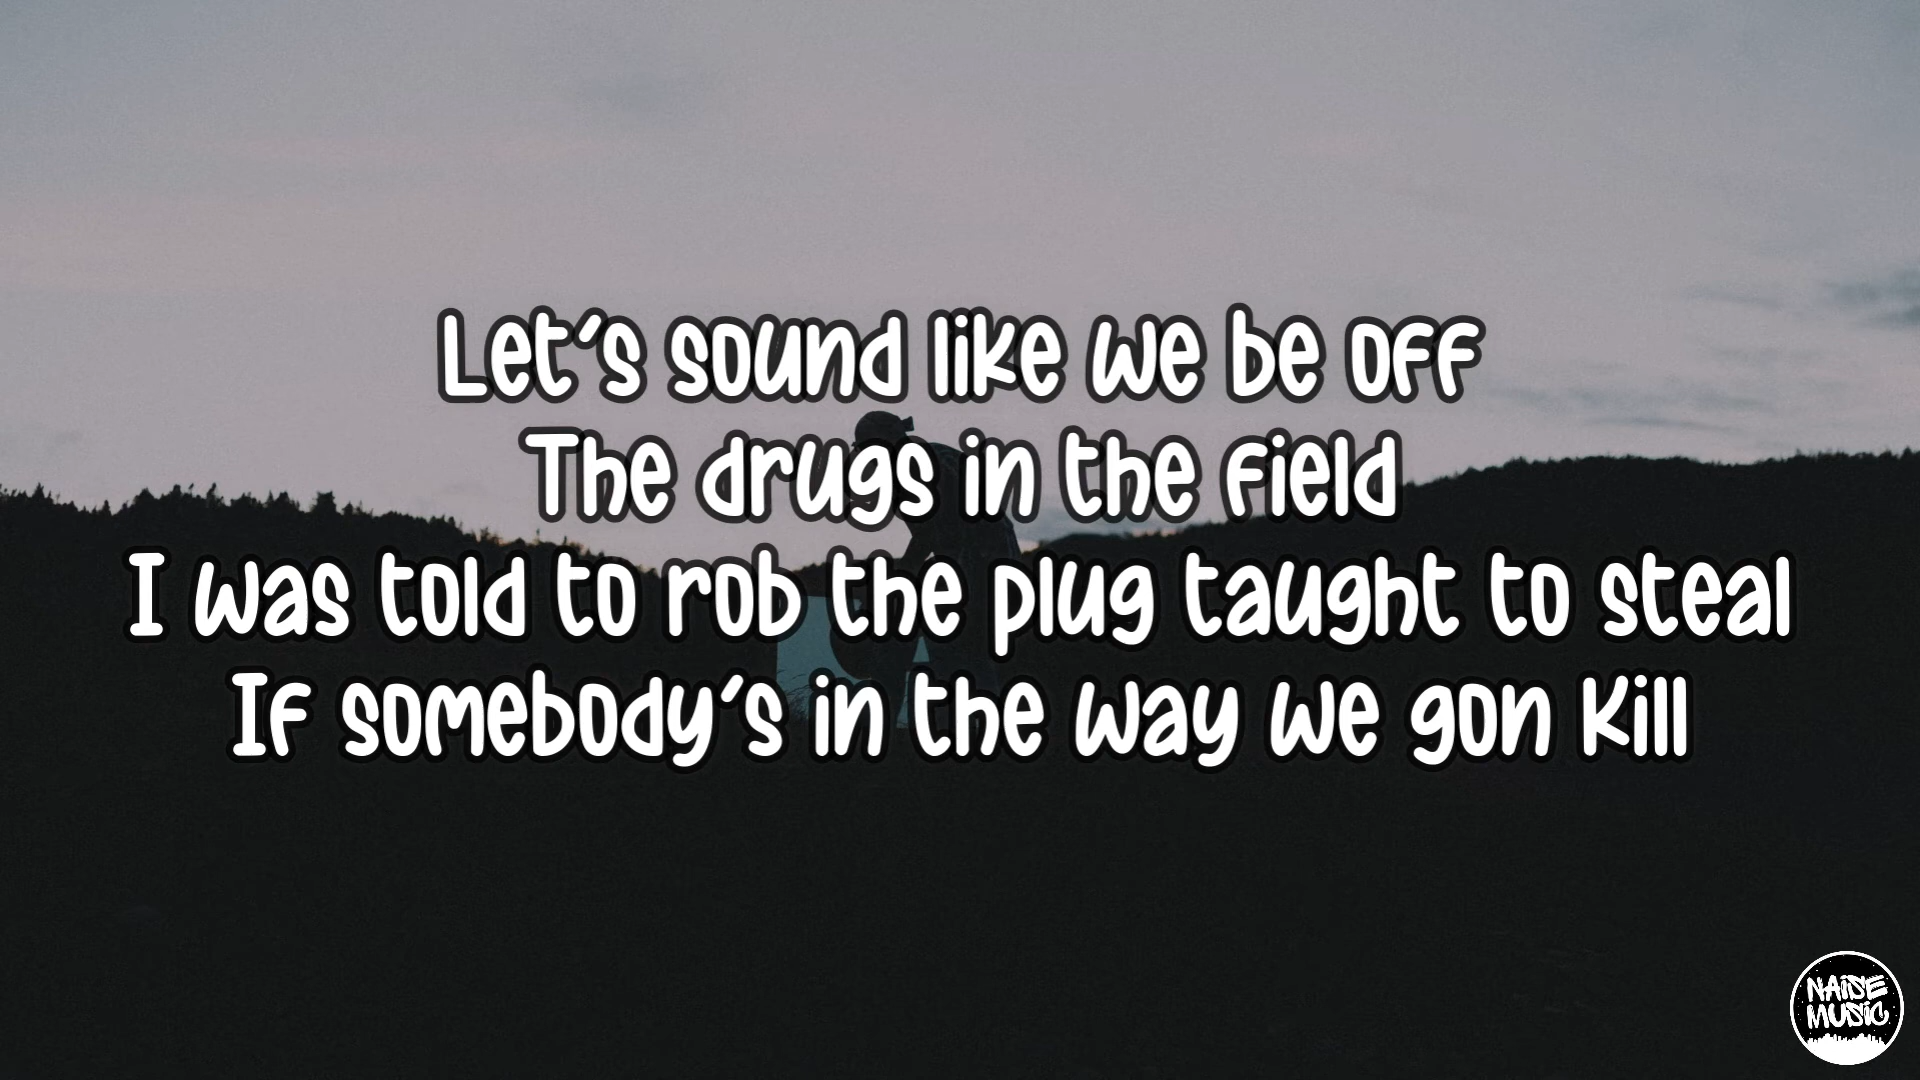 Let's sound like we be off
The drugs in the field
I was told to rob the plug taught to steal
If somebody's in the way we gon kill
NAISE
MUSIC